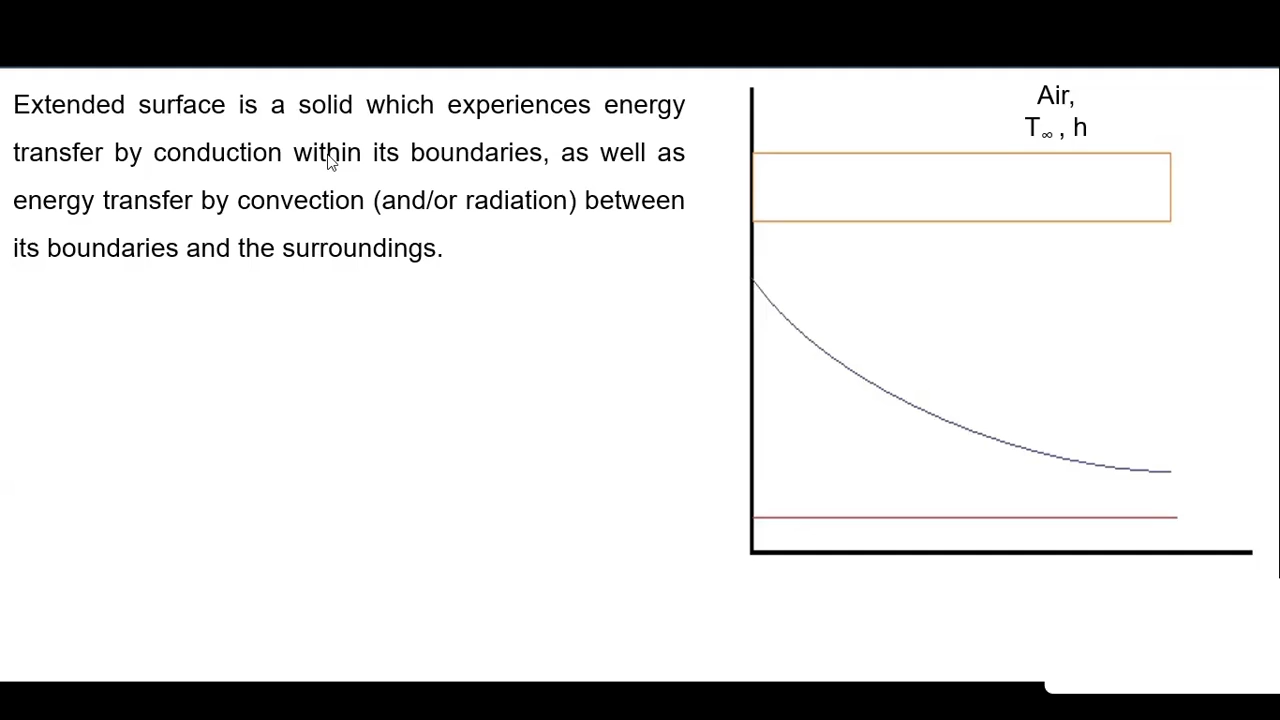 Extended surface is a solid which experiences energy
transfer by conduction within its boundaries, as well as
energy transfer by convection (and/or radiation) between
its boundaries and the surroundings.
Air,
T∞ , h